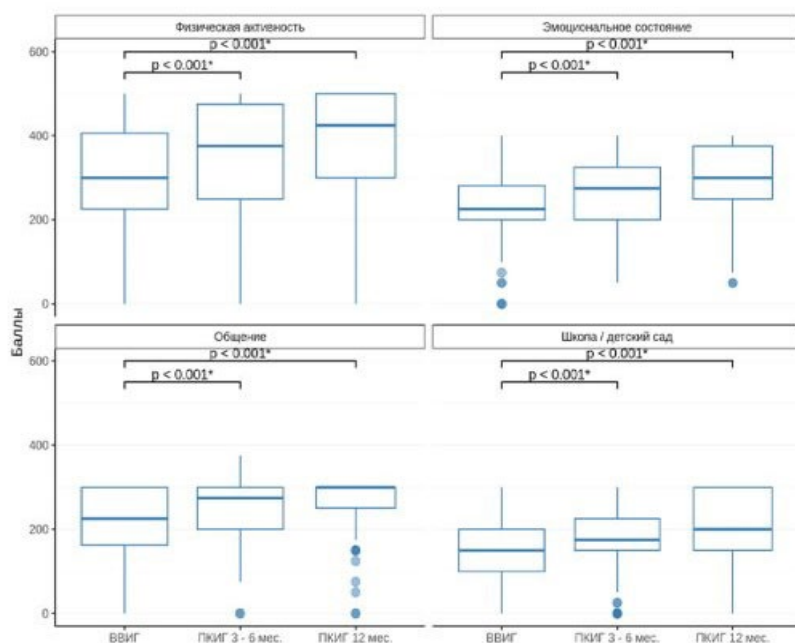 Физическая активность
Эмоциональное состояние
600
p < 0.001*
p < 0.001*
p < 0.001*
p < 0.001*
400
200
0
Баллы
Общение
Школа / детский сад
600
p < 0.001*
p < 0.001*
p < 0.001*
p < 0.001*
400
200
0
ВВИГ
ПКИГ 3 - 6 мес.
ПКИГ 12 мес.
ВВИГ
ПКИГ 3 - 6 мес.
ПКИГ 12 мес.